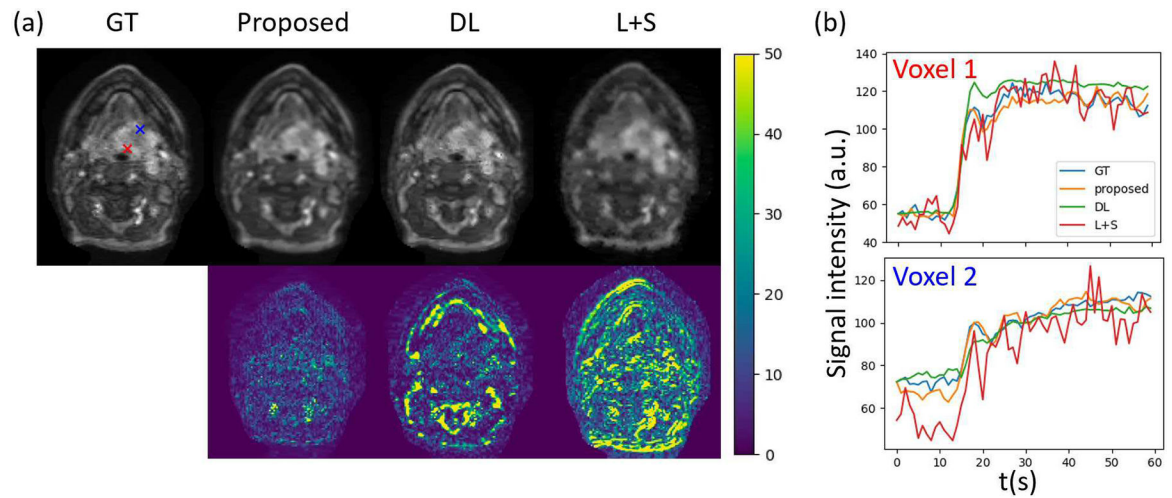 (a) GT Proposed DL L+S
50
40
30
20
10
0
(b)
Signal intensity (a.u.)
Voxel 1
140
120
100
80
60
40
GT
proposed
DL
L+S
Voxel 2
120
100
80
60
0 10 20 30 40 50 60
t(s)